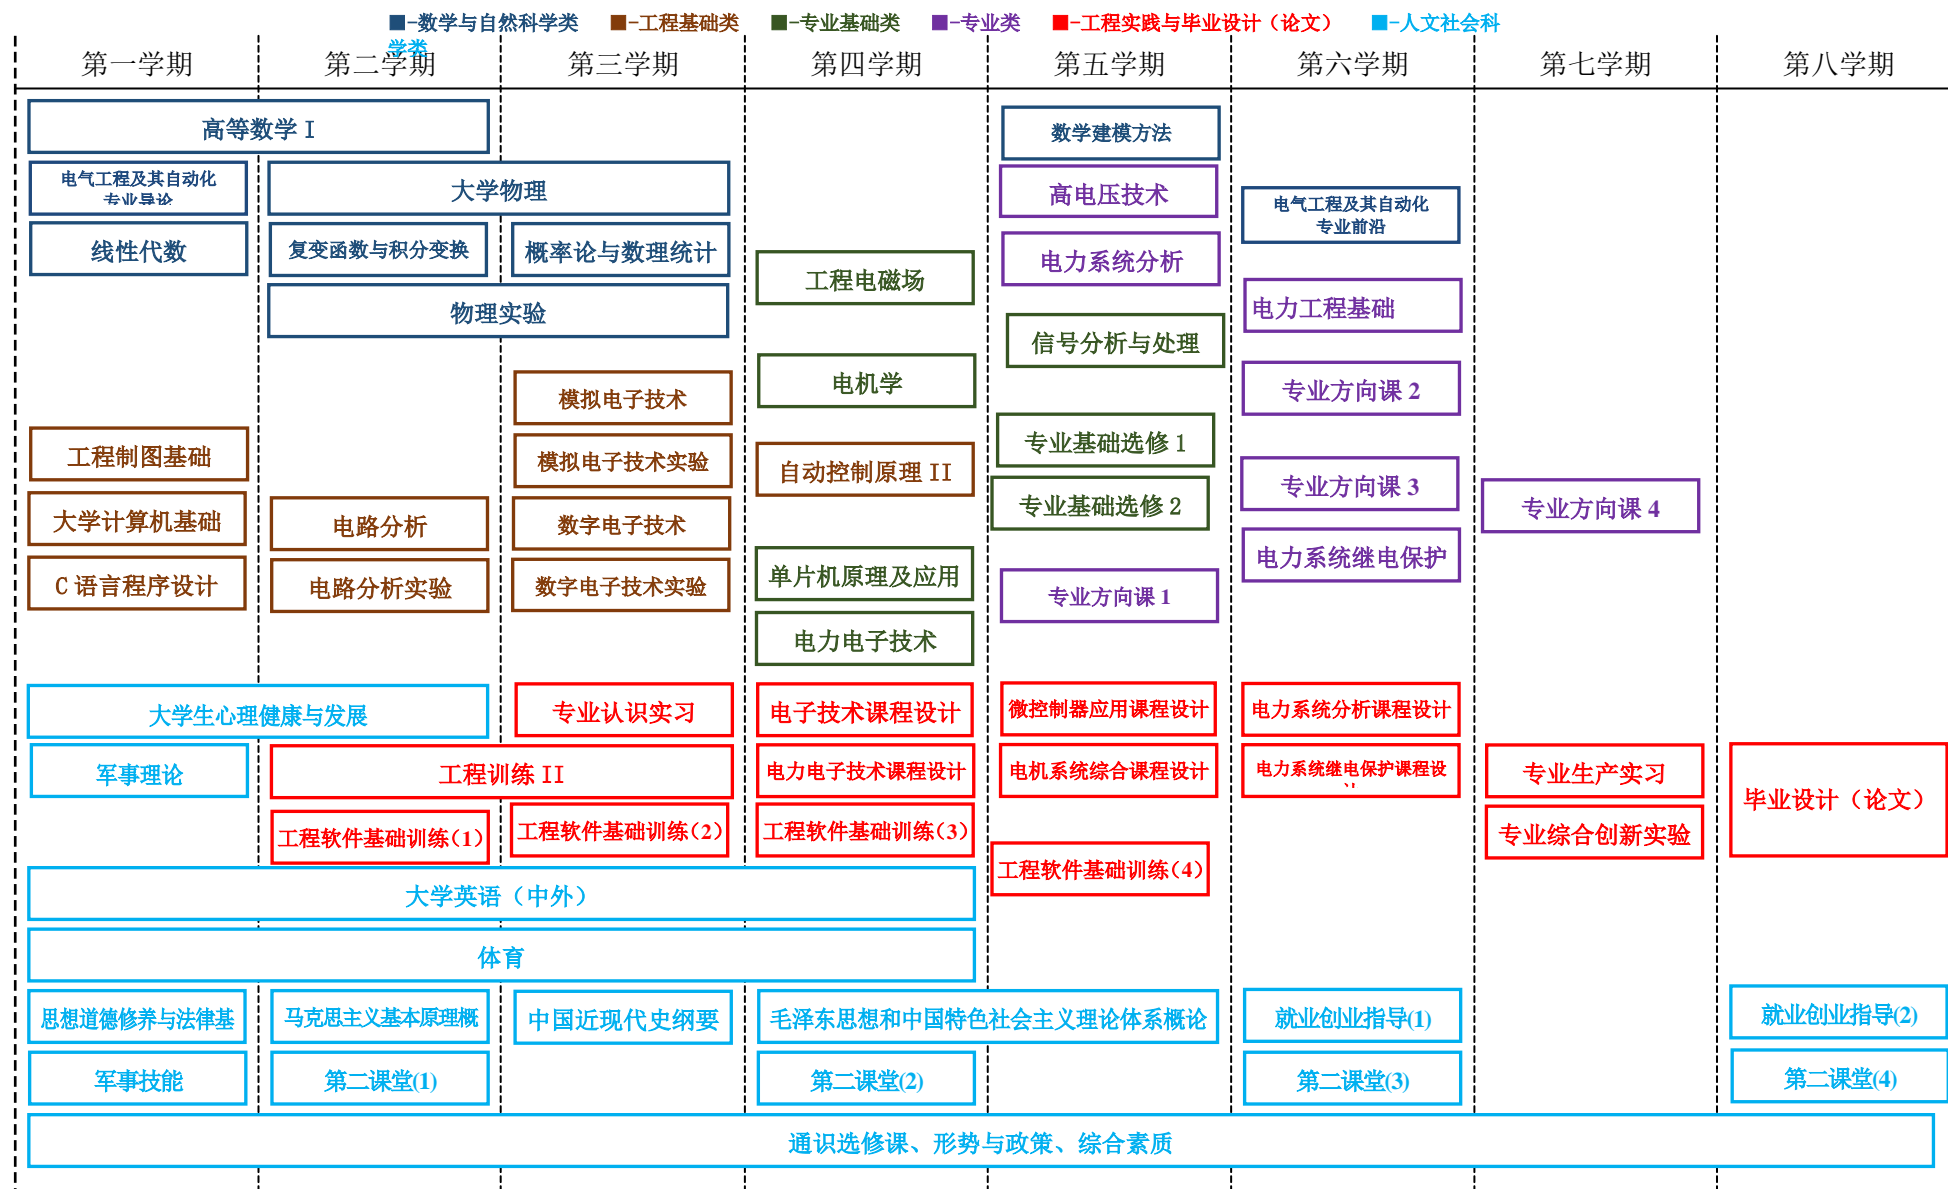 ■-数学与自然科学类 ■-工程基础类 ■-专业基础类 ■-专业类 ■-工程实践与毕业设计（论文） ■-人文社会科
学类
第一学期 第二学期 第三学期 第四学期 第五学期 第六学期 第七学期 第八学期
高等数学 I
数学建模方法
电气工程及其自动化
专业导论
大学物理
高电压技术
电气工程及其自动化
专业前沿
线性代数
复变函数与积分变换
概率论与数理统计
工程电磁场
电力系统分析
物理实验
电力工程基础
信号分析与处理
模拟电子技术
电机学
专业方向课 2
工程制图基础
模拟电子技术实验
自动控制原理 II
专业基础选修 1
专业方向课 3
大学计算机基础
电路分析
数字电子技术
专业基础选修 2
专业方向课 4
C 语言程序设计
电路分析实验
数字电子技术实验
单片机原理及应用
专业方向课 1
电力系统继电保护
电力电子技术
大学生心理健康与发展
专业认识实习
电子技术课程设计
微控制器应用课程设计
电力系统分析课程设计
军事理论
工程训练 II
电力电子技术课程设计
电机系统综合课程设计
电力系统继电保护课程设
专业生产实习
毕业设计（论文）
工程软件基础训练(1)
工程软件基础训练(2)
工程软件基础训练(3)
工程软件基础训练(4)
专业综合创新实验
大学英语（中外）
体育
思想道德修养与法律基
马克思主义基本原理概
中国近现代史纲要
毛泽东思想和中国特色社会主义理论体系概论
就业创业指导(1)
就业创业指导(2)
军事技能
第二课堂(1)
第二课堂(2)
第二课堂(3)
第二课堂(4)
通识选修课、形势与政策、综合素质